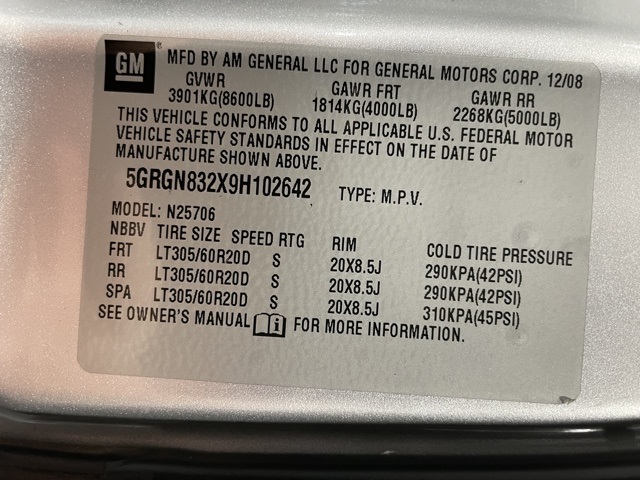 GM
MFD BY AM GENERAL LLC FOR GENERAL MOTORS CORP. 12/08
GVWR GAWR FRT GAWR RR
3901KG(8600LB) 1814KG(4000LB) 2268KG(5000LB)
THIS VEHICLE CONFORMS TO ALL APPLICABLE U.S. FEDERAL MOTOR
VEHICLE SAFETY STANDARDS IN EFFECT ON THE DATE OF
MANUFACTURE SHOWN ABOVE.
5GRGN832X9H102642 TYPE: M.P.V.
MODEL: N25706
NBBV TIRE SIZE SPEED RTG RIM COLD TIRE PRESSURE
FRT LT305/60R20D S 20X8.5J 290KPA(42PSI)
RR LT305/60R20D S 20X8.5J 290KPA(42PSI)
SPA LT305/60R20D S 20X8.5J 310KPA(45PSI)
SEE OWNER'S MANUAL FOR MORE INFORMATION.